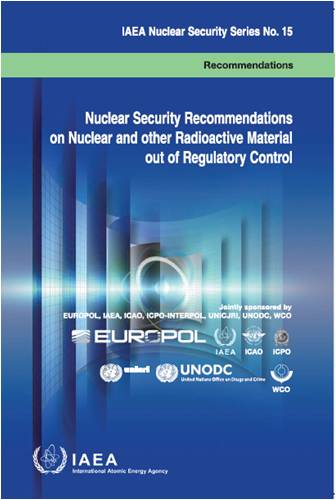 IAEA Nuclear Security Series No. 15
Recommendations
Nuclear Security Recommendations
on Nuclear and other Radioactive Material
out of Regulatory Control
Jointly sponsored by
EUROPOL, IAEA, ICAO, ICPO-INTERPOL, UNICJRI, UNODC, WCO
EUROPOL
IAEA ICAO ICPO
unicri UNODC
United Nations Office on Drugs and Crime
WCO
IAEA
International Atomic Energy Agency